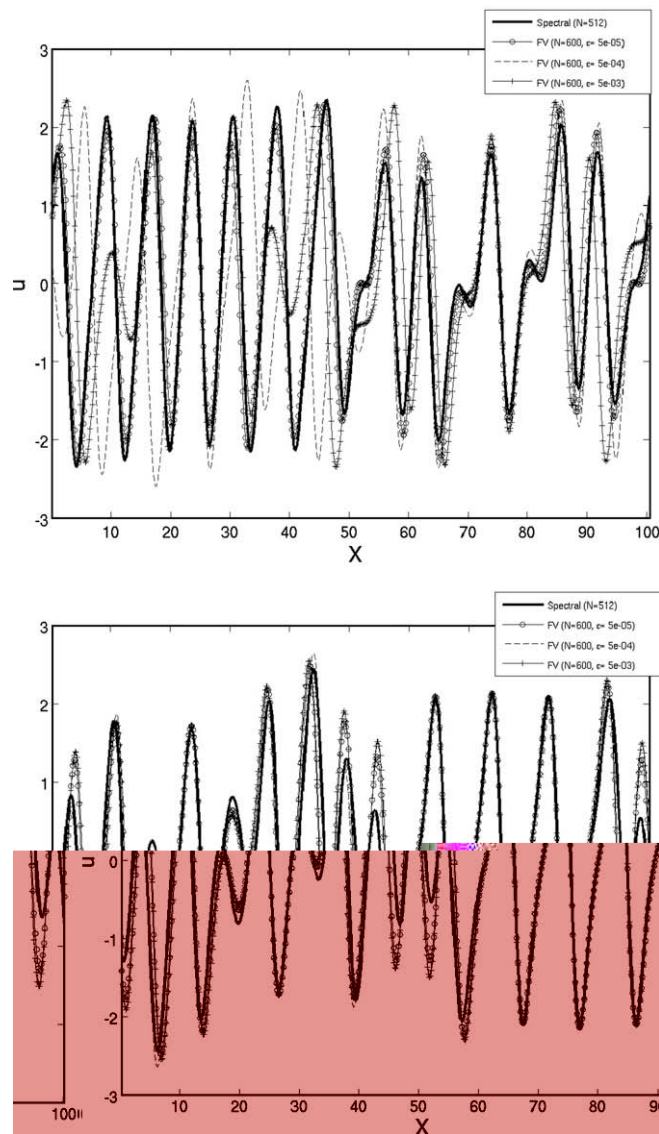 Spectral (N=512)
FV (N=600, ε= 5e-05)
FV (N=600, ε= 5e-04)
FV (N=600, ε= 5e-03)
3
2
1
0
-1
-2
-3
u
10 20 30 40 50 60 70 80 90 100
X
Spectral (N=512)
FV (N=600, ε= 5e-05)
FV (N=600, ε= 5e-04)
FV (N=600, ε= 5e-03)
3
2
1
u 0
-1
-2
-3
100 10 20 30 40 50 60 70 80 90
X